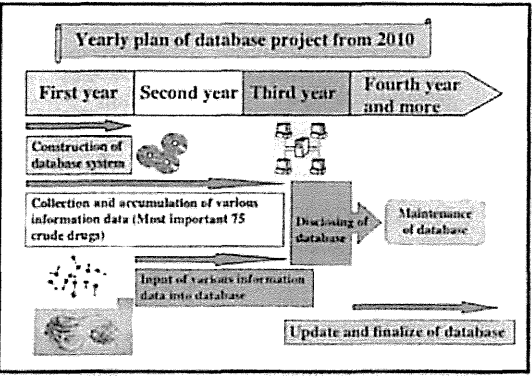 Yearly plan of database project from 2010
First year
Second year
Third year
Fourth year
and more
Construction of
database system
Collection and accumulation of various
information data (Most important 75
crude drugs)
Disclosing of
database
Maintenance
of database
Input of various information
data into database
Update and finalize of database